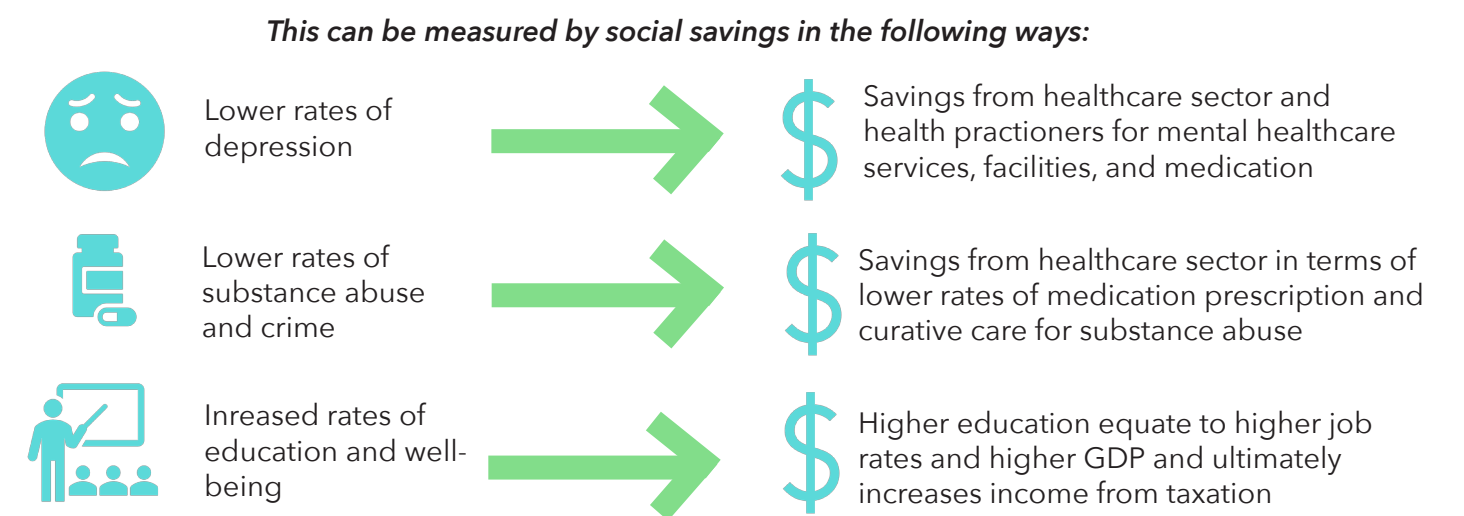 This can be measured by social savings in the following ways:
Lower rates of
depression
Savings from healthcare sector and
health practioners for mental healthcare
services, facilities, and medication
Lower rates of
substance abuse
and crime
Savings from healthcare sector in terms of
lower rates of medication prescription and
curative care for substance abuse
Inreased rates of
education and well-
being
Higher education equate to higher job
rates and higher GDP and ultimately
increases income from taxation